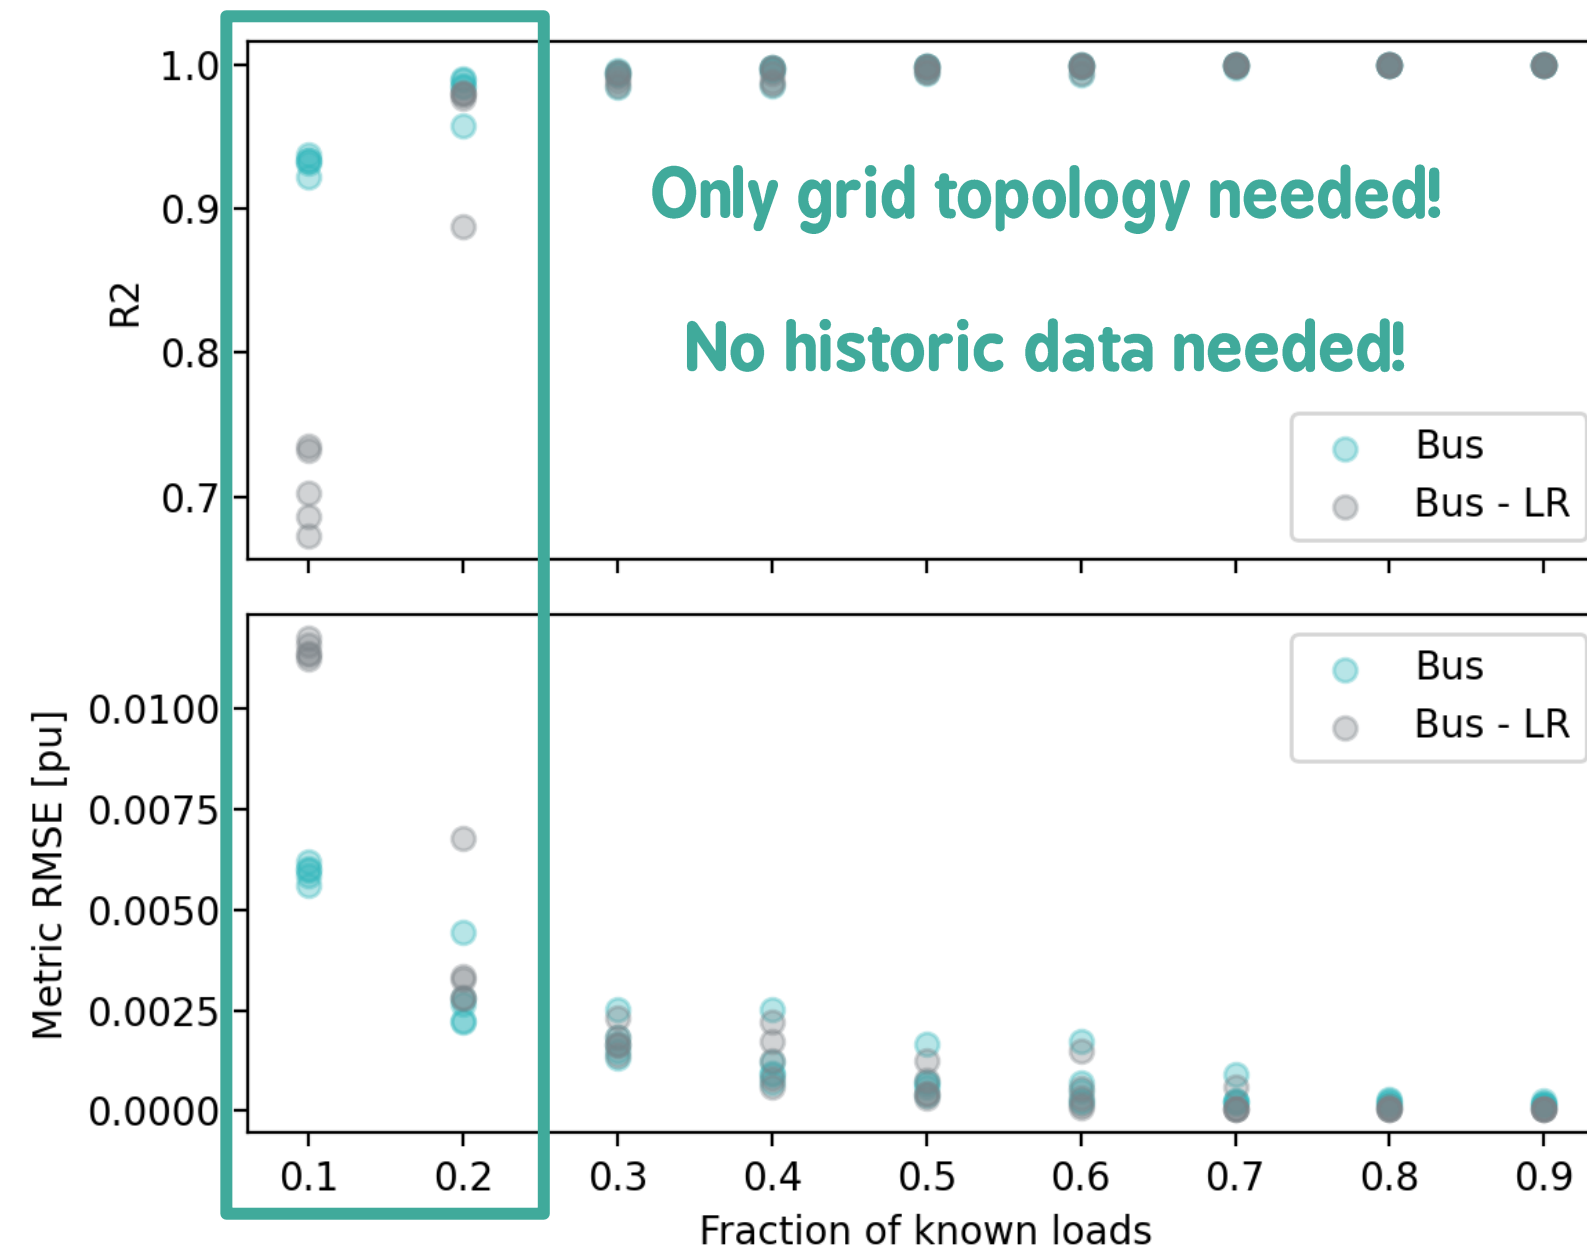 1.0
0.9
0.8
0.7
R2
Only grid topology needed!
No historic data needed!
Bus
Bus - LR
0.0100
0.0075
0.0050
0.0025
0.0000
Metric RMSE [pu]
Bus
Bus - LR
0.1 0.2 0.3 0.4 0.5 0.6 0.7 0.8 0.9
Fraction of known loads